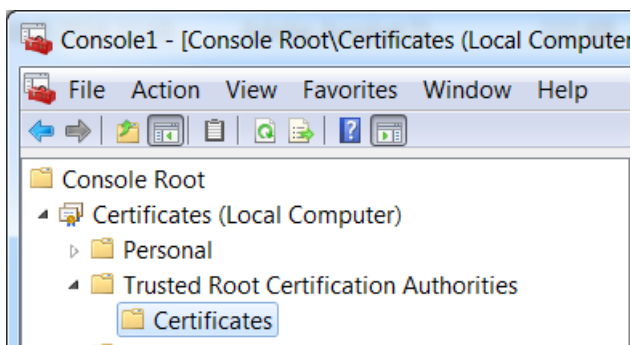 Console1 - [Console Root\Certificates (Local Computer
File Action View Favorites Window Help
Console Root
Certificates (Local Computer)
Personal
Trusted Root Certification Authorities
Certificates